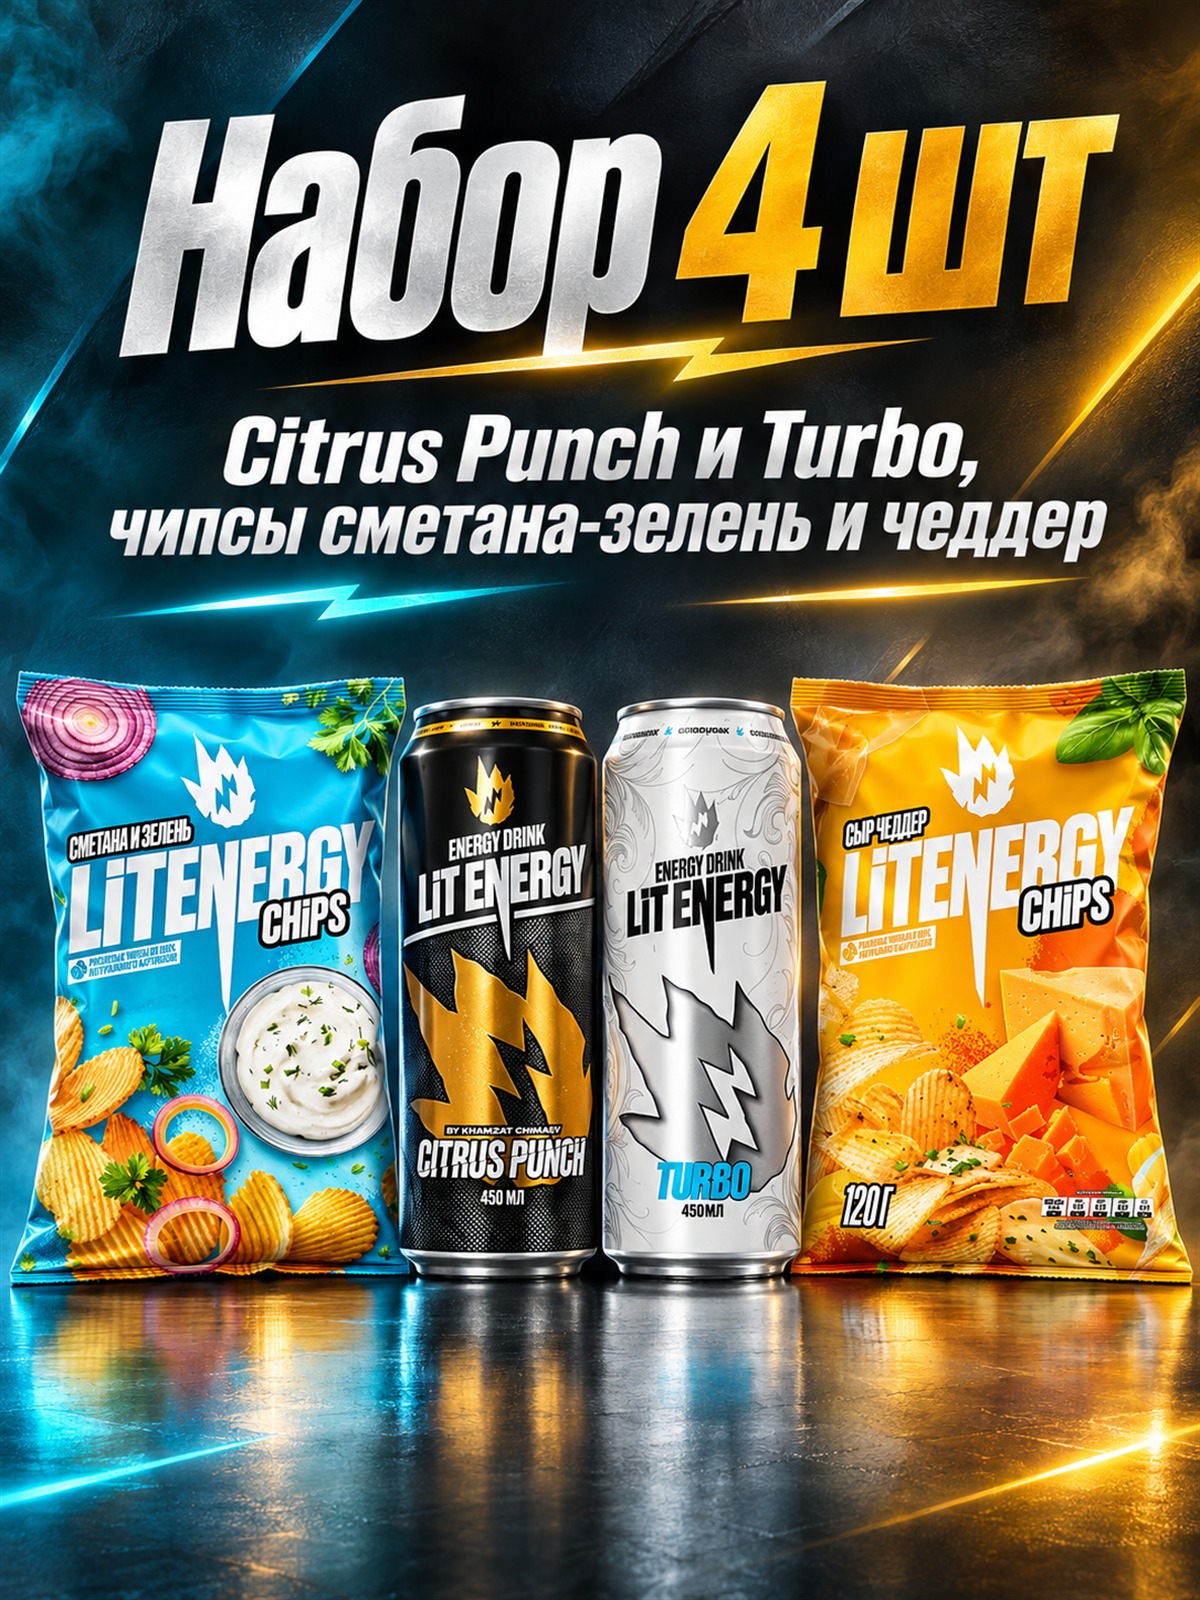 Набор 4 шт
Citrus Punch и Turbo,
чипсы сметана-зелень и чеддер
СМЕТАНА И ЗЕЛЕНЬ
LiTENERGY
CHiPS
ENERGY DRINK
LiT ENERGY
BY KHAMZAT CHIMAEV
CITRUS PUNCH
450 МЛ
ENERGY DRINK
LiT ENERGY
TURBO
450МЛ
СЫР ЧЕДДЕР
LiTENERGY
CHiPS
120Г